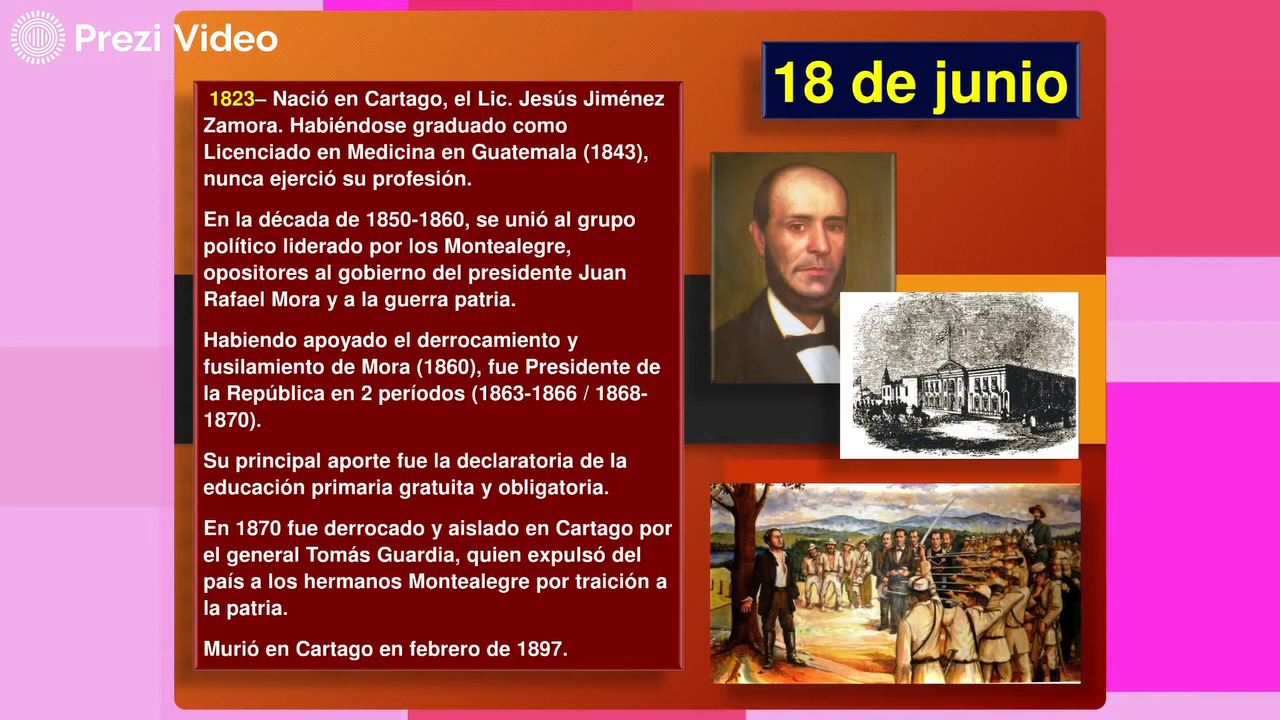 Prezi Video
18 de junio
1823– Nació en Cartago, el Lic. Jesús Jiménez
Zamora. Habiéndose graduado como
Licenciado en Medicina en Guatemala (1843),
nunca ejerció su profesión.
En la década de 1850-1860, se unió al grupo
político liderado por los Montealegre,
opositores al gobierno del presidente Juan
Rafael Mora y a la guerra patria.
Habiendo apoyado el derrocamiento y
fusilamiento de Mora (1860), fue Presidente de
la República en 2 períodos (1863-1866 / 1868-
1870).
Su principal aporte fue la declaratoria de la
educación primaria gratuita y obligatoria.
En 1870 fue derrocado y aislado en Cartago por
el general Tomás Guardia, quien expulsó del
país a los hermanos Montealegre por traición a
la patria.
Murió en Cartago en febrero de 1897.